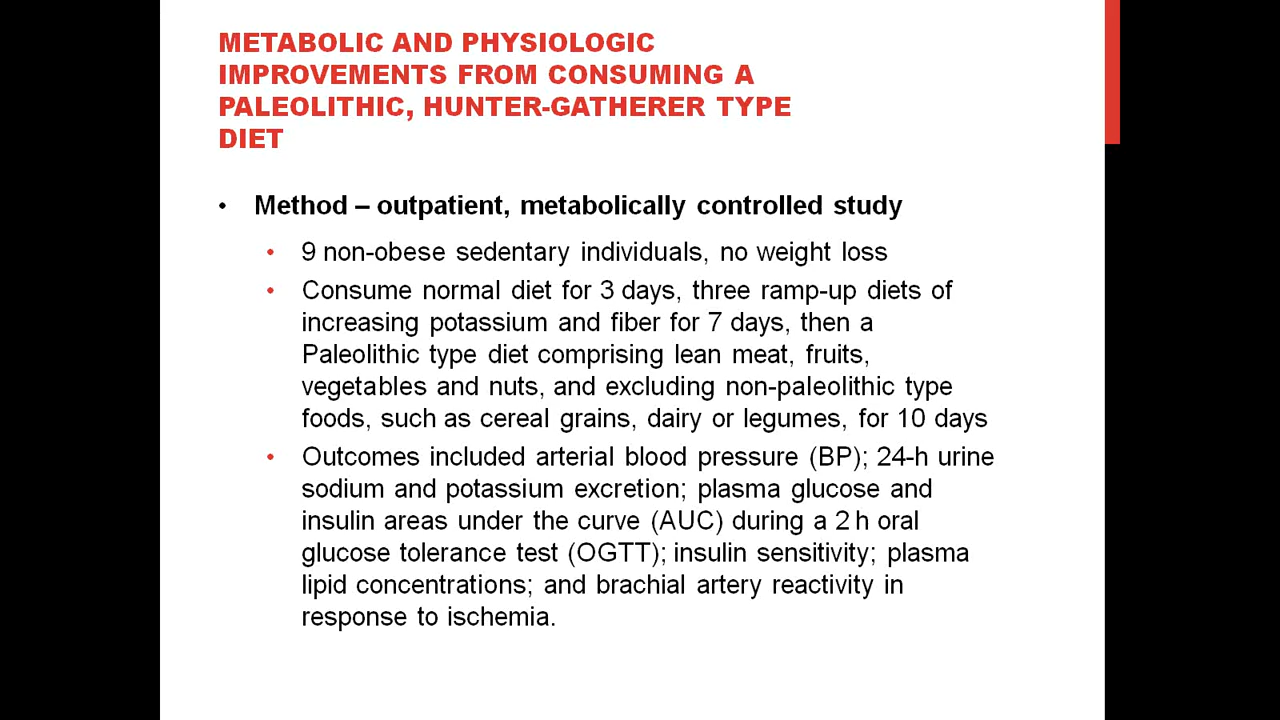 METABOLIC AND PHYSIOLOGIC
IMPROVEMENTS FROM CONSUMING A
PALEOLITHIC, HUNTER-GATHERER TYPE
DIET
• Method – outpatient, metabolically controlled study
• 9 non-obese sedentary individuals, no weight loss
• Consume normal diet for 3 days, three ramp-up diets of
increasing potassium and fiber for 7 days, then a
Paleolithic type diet comprising lean meat, fruits,
vegetables and nuts, and excluding non-paleolithic type
foods, such as cereal grains, dairy or legumes, for 10 days
• Outcomes included arterial blood pressure (BP); 24-h urine
sodium and potassium excretion; plasma glucose and
insulin areas under the curve (AUC) during a 2 h oral
glucose tolerance test (OGTT); insulin sensitivity; plasma
lipid concentrations; and brachial artery reactivity in
response to ischemia.